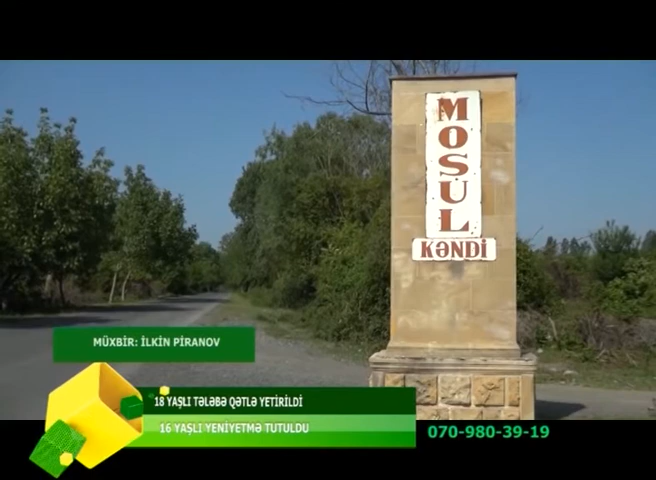 MOSUL
KƏNDİ
MÜXBİR: İLKİN PİRANOV
18 YAŞLI TƏLƏBƏ QƏTLƏ YETİRİLDİ
16 YAŞLI YENİYETMƏ TUTULDU
070-980-39-19